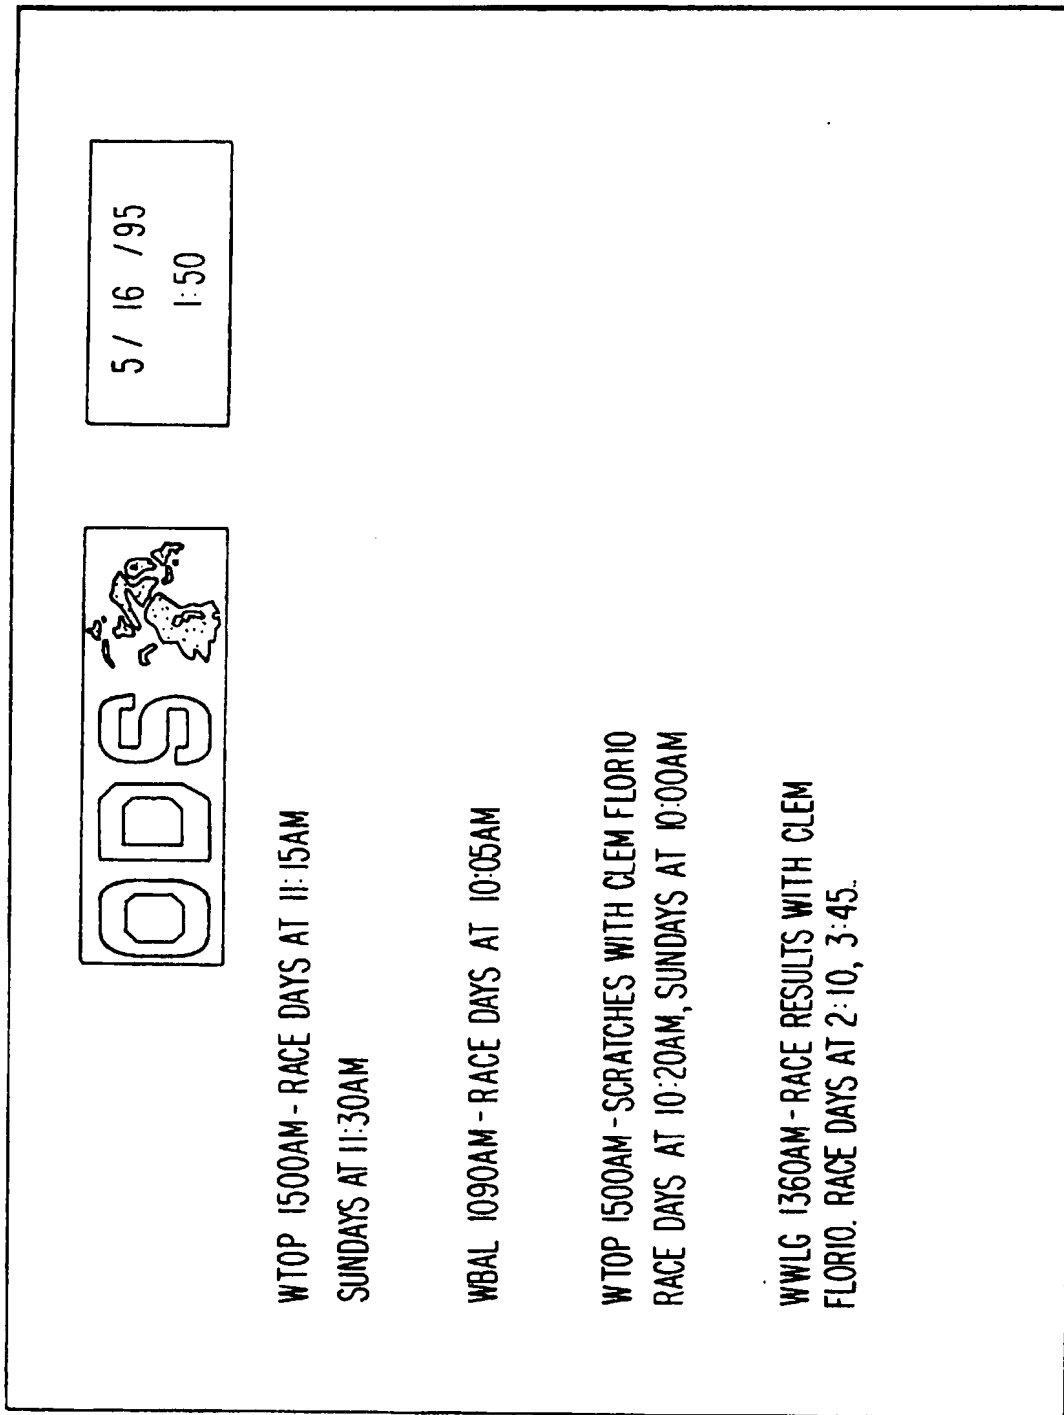 ODS
5/ 16 /95
1:50
WTOP 1500AM-RACE DAYS AT 11:15AM
SUNDAYS AT 11:30AM
WBAL 1090AM-RACE DAYS AT 10:05AM
WTOP 1500AM-SCRATCHES WITH CLEM FLORIO
RACE DAYS AT 10:20AM, SUNDAYS AT 10:00AM
WWLG 1360AM-RACE RESULTS WITH CLEM
FLORIO. RACE DAYS AT 2:10, 3:45..